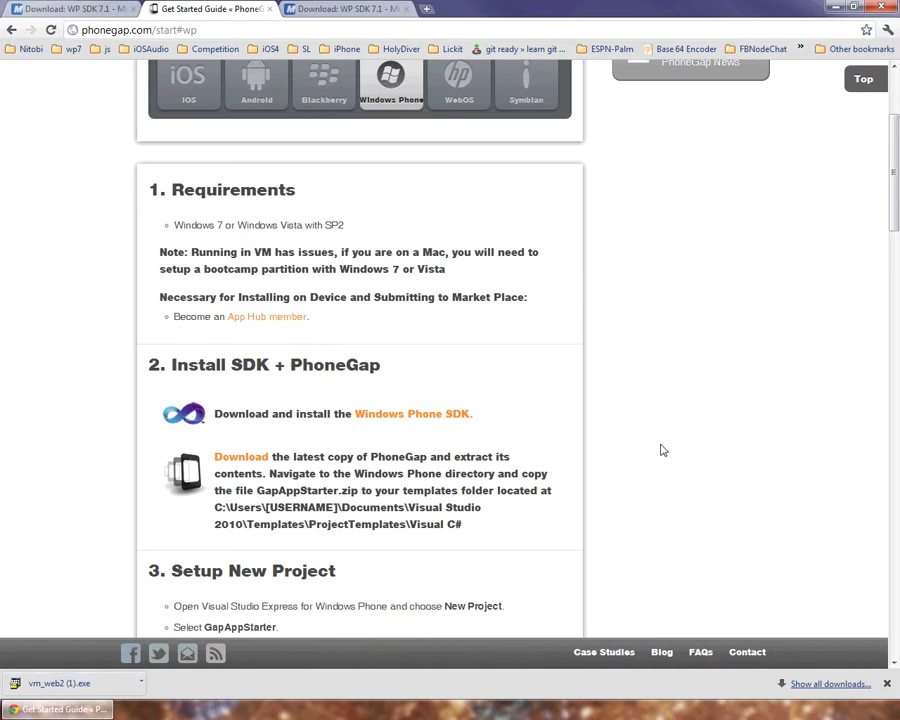 Download: WP SDK 7.1 - Mi
Get Started Guide « PhoneG
Download: WP SDK 7.1 - Mi
phonegap.com/start#wp
Nitobi
wp7
js
iOSAudio
Competition
iOS4
SL
iPhone
HolyDiver
Lickit
git ready » learn git ...
ESPN-Palm
Base 64 Encoder
FBNodeChat
»
Other bookmarks
iOS
IOS
Android
Blackberry
Windows Phone
hp
WebOS
Symbian
PhoneGap News
Top
1. Requirements
Windows 7 or Windows Vista with SP2
Note: Running in VM has issues, if you are on a Mac, you will need to
setup a bootcamp partition with Windows 7 or Vista
Necessary for Installing on Device and Submitting to Market Place:
Become an App Hub member.
2. Install SDK + PhoneGap
Download and install the Windows Phone SDK.
Download the latest copy of PhoneGap and extract its
contents. Navigate to the Windows Phone directory and copy
the file GapAppStarter.zip to your templates folder located at
C:\Users\[USERNAME]\Documents\Visual Studio
2010\Templates\ProjectTemplates\Visual C#
3. Setup New Project
Open Visual Studio Express for Windows Phone and choose New Project.
Select GapAppStarter.
Case Studies
Blog
FAQs
Contact
vm_web2 (1).exe
Show all downloads...
Get Started Guide « P...